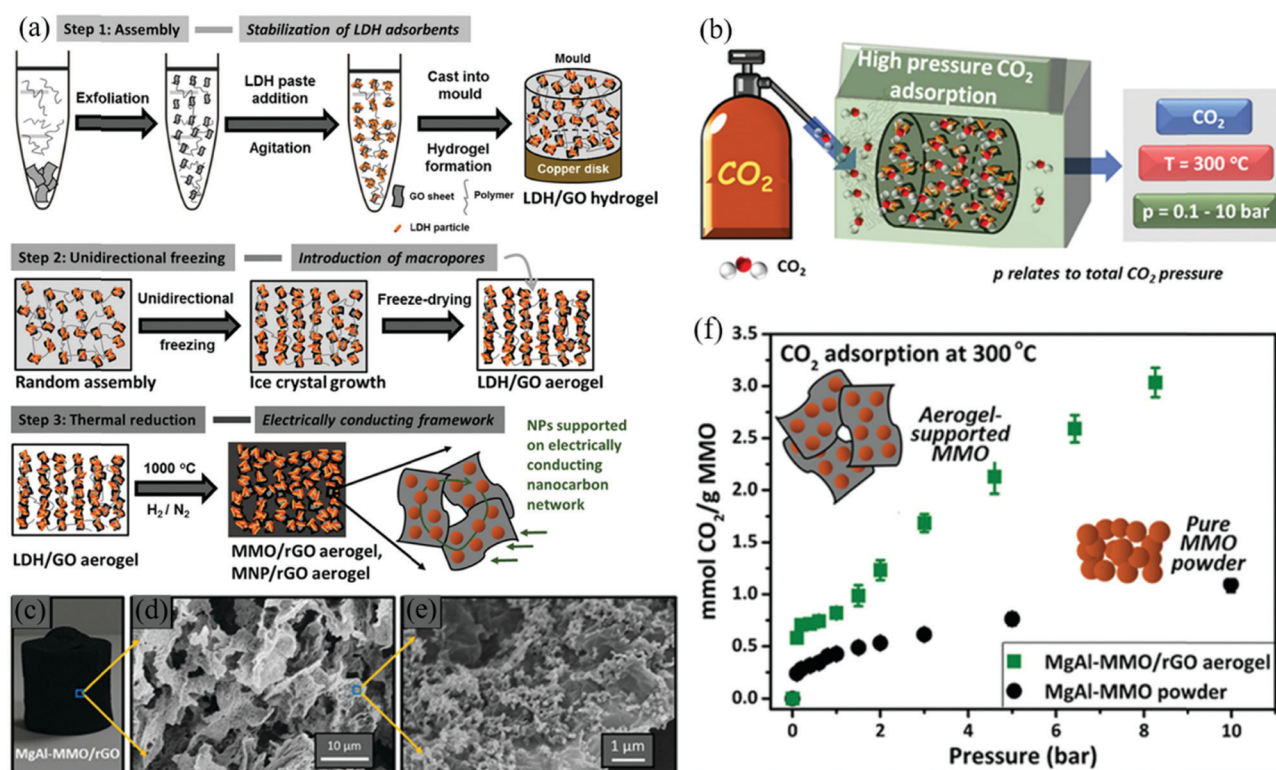 (a)
Step 1: Assembly
Stabilization of LDH adsorbents
Exfoliation
LDH paste
addition
Agitation
Cast into
mould
Hydrogel
formation
Mould
Copper disk
LDH/GO hydrogel
GO sheet
Polymer
LDH particle
Step 2: Unidirectional freezing
Introduction of macropores
Unidirectional
freezing
Freeze-drying
Random assembly
Ice crystal growth
LDH/GO aerogel
Step 3: Thermal reduction
Electrically conducting framework
1000 °C
H₂ / N₂
NPs supported
on electrically
conducting
nanocarbon
network
LDH/GO aerogel
MMO/rGO aerogel,
MNP/rGO aerogel
(b)
High pressure CO₂
adsorption
CO₂
CO₂
CO₂
T = 300 °C
p = 0.1 - 10 bar
p relates to total CO₂ pressure
(c)
MgAl-MMO/rGO
(d)
10 µm
(e)
1 µm
(f)
CO₂ adsorption at 300 °C
Aerogel-
supported
MMO
Pure
MMO
powder
MgAl-MMO/rGO aerogel
MgAl-MMO powder
mmol CO₂/g MMO
3.5
3.0
2.5
2.0
1.5
1.0
0.5
0.0
0
2
4
6
8
10
Pressure (bar)